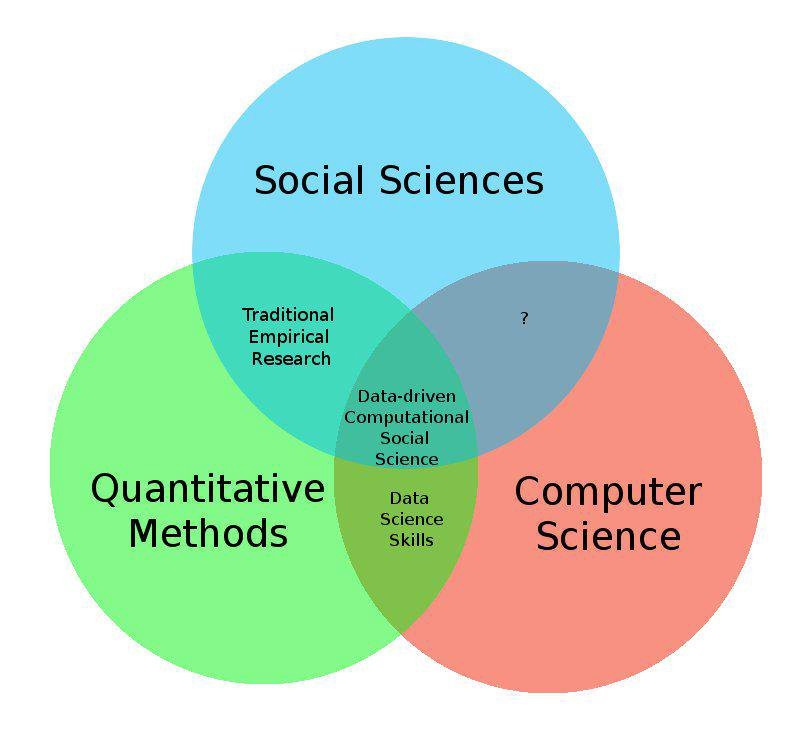 Social Sciences
Traditional
Empirical
Research
?
Data-driven
Computational
Social
Science
Quantitative
Methods
Data
Science
Skills
Computer
Science